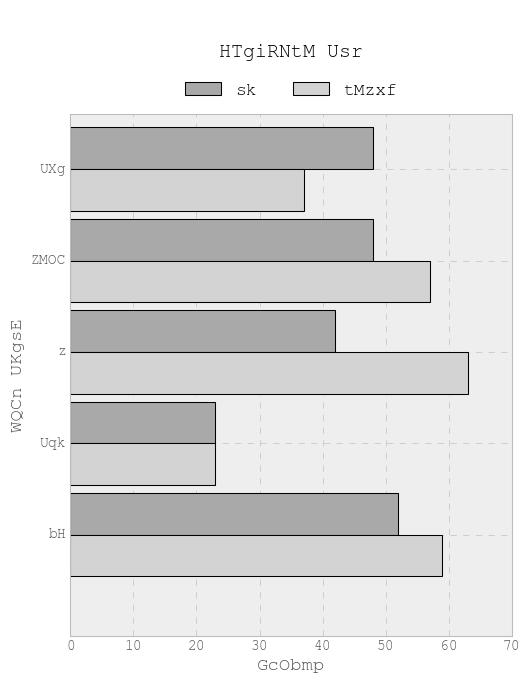 HTgiRNtM Usr
sk tMzxf
UXg
ZMOC
z
Uqk
bH
WQCn UKgsE
0 10 20 30 40 50 60 70
GcObmp